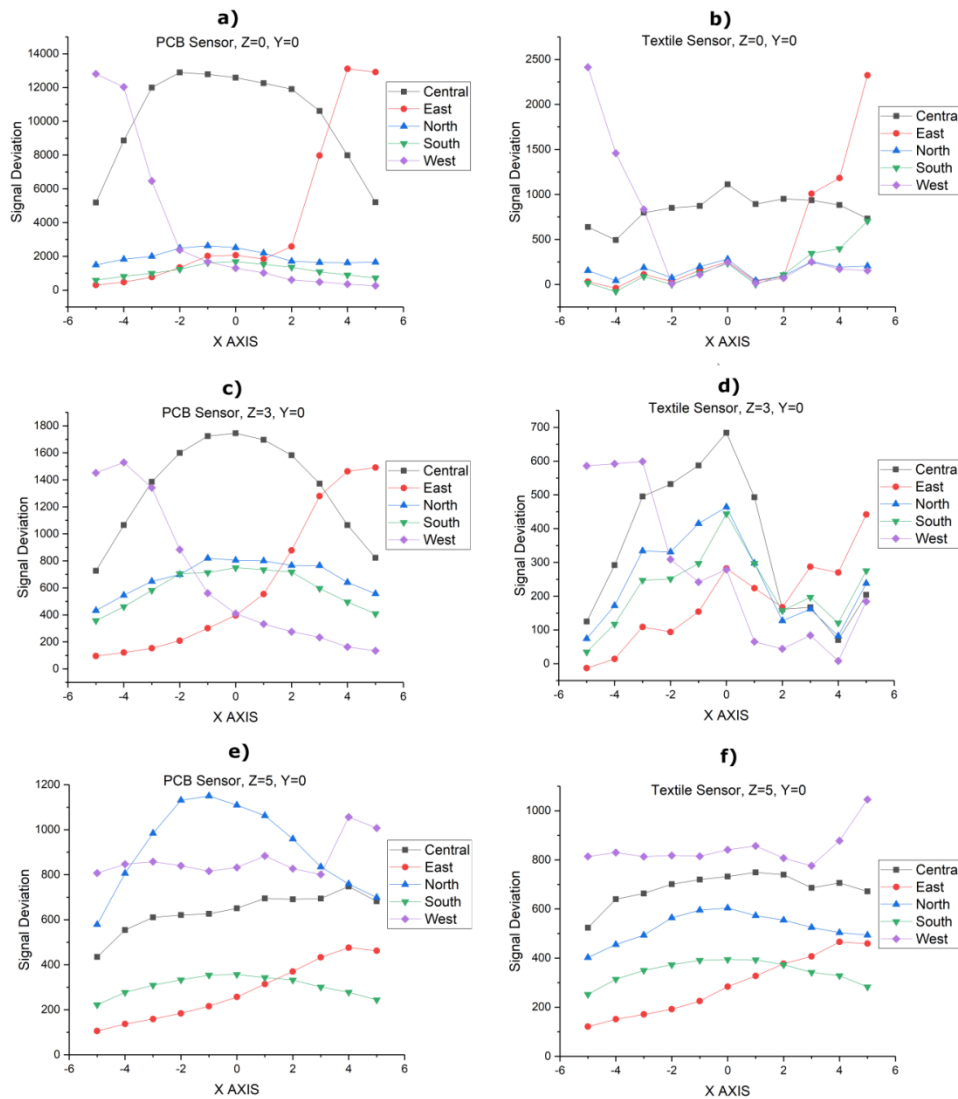 a)
PCB Sensor, Z=0, Y=0
14000
12000
10000
8000
6000
4000
2000
0
Signal Deviation
-6 -4 -2 0 2 4 6
X AXIS
Central
East
North
South
West
b)
Textile Sensor, Z=0, Y=0
2500
2000
1500
1000
500
0
Signal Deviation
-6 -4 -2 0 2 4 6
X AXIS
Central
East
North
South
West
c)
PCB Sensor, Z=3, Y=0
1800
1600
1400
1200
1000
800
600
400
200
0
Signal Deviation
-6 -4 -2 0 2 4 6
X AXIS
Central
East
North
South
West
d)
Textile Sensor, Z=3, Y=0
700
600
500
400
300
200
100
0
Signal Deviation
-6 -4 -2 0 2 4 6
X AXIS
Central
East
North
South
West
e)
PCB Sensor, Z=5, Y=0
1200
1000
800
600
400
200
0
Signal Deviation
-6 -4 -2 0 2 4 6
X AXIS
Central
East
North
South
West
f)
Textile Sensor, Z=5, Y=0
1000
800
600
400
200
0
Signal Deviation
-6 -4 -2 0 2 4 6
X AXIS
Central
East
North
South
West